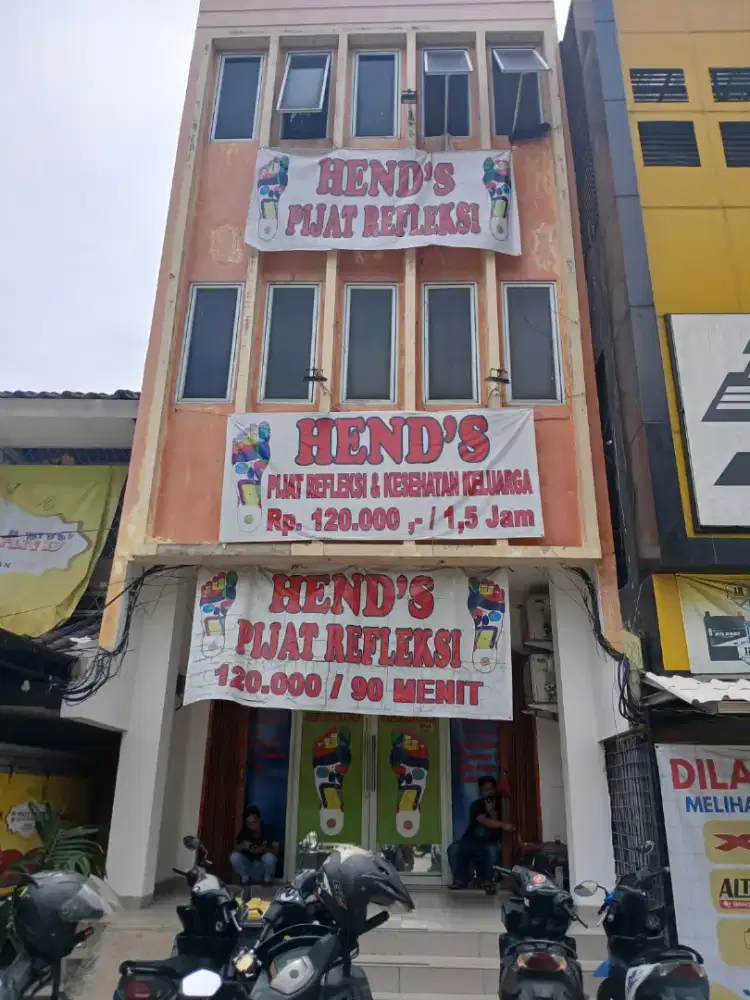 HEND'S
PIJAT REFLEKSI
HEND'S
PIJAT REFLEKSI & KESEHATAN KELUARGA
Rp. 120.000 ,- / 1,5 Jam
HEND'S
PIJAT REFLEKSI
120.000 / 90 MENIT
DILA
MELIHA
ALT